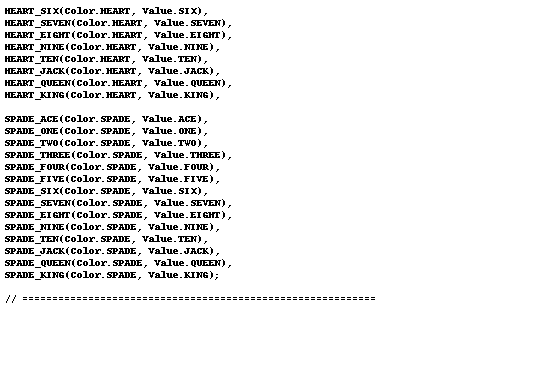 HEART_SIX(Color.HEART, Value.SIX),
HEART_SEVEN(Color.HEART, Value.SEVEN),
HEART_EIGHT(Color.HEART, Value.EIGHT),
HEART_NINE(Color.HEART, Value.NINE),
HEART_TEN(Color.HEART, Value.TEN),
HEART_JACK(Color.HEART, Value.JACK),
HEART_QUEEN(Color.HEART, Value.QUEEN),
HEART_KING(Color.HEART, Value.KING),

SPADE_ACE(Color.SPADE, Value.ACE),
SPADE_ONE(Color.SPADE, Value.ONE),
SPADE_TWO(Color.SPADE, Value.TWO),
SPADE_THREE(Color.SPADE, Value.THREE),
SPADE_FOUR(Color.SPADE, Value.FOUR),
SPADE_FIVE(Color.SPADE, Value.FIVE),
SPADE_SIX(Color.SPADE, Value.SIX),
SPADE_SEVEN(Color.SPADE, Value.SEVEN),
SPADE_EIGHT(Color.SPADE, Value.EIGHT),
SPADE_NINE(Color.SPADE, Value.NINE),
SPADE_TEN(Color.SPADE, Value.TEN),
SPADE_JACK(Color.SPADE, Value.JACK),
SPADE_QUEEN(Color.SPADE, Value.QUEEN),
SPADE_KING(Color.SPADE, Value.KING);

// ===========================================================